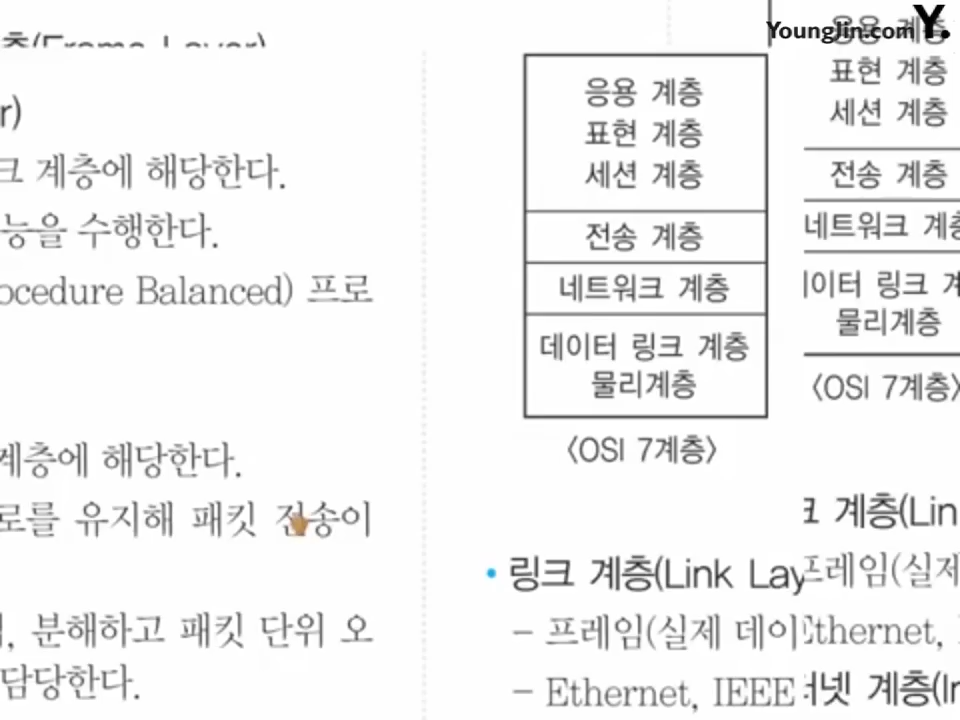 YoungJin.com Y.
r)
크 계층에 해당한다.
능을 수행한다.
ocedure Balanced) 프로
계층에 해당한다.
로를 유지해 패킷 전송이
, 분해하고 패킷 단위 오
담당한다.
응용 계층
표현 계층
세션 계층
전송 계층
네트워크 계층
데이터 링크 계층
물리계층
〈OSI 7계층〉
• 링크 계층(Link Lay
– 프레임(실제 데이
– Ethernet, IEEE
응용 계층
표현 계층
세션 계층
전송 계층
네트워크 계층
이터 링크 계
물리계층
〈OSI 7계층〉
크 계층(Lin
프레임(실제
Ethernet,
터넷 계층(In